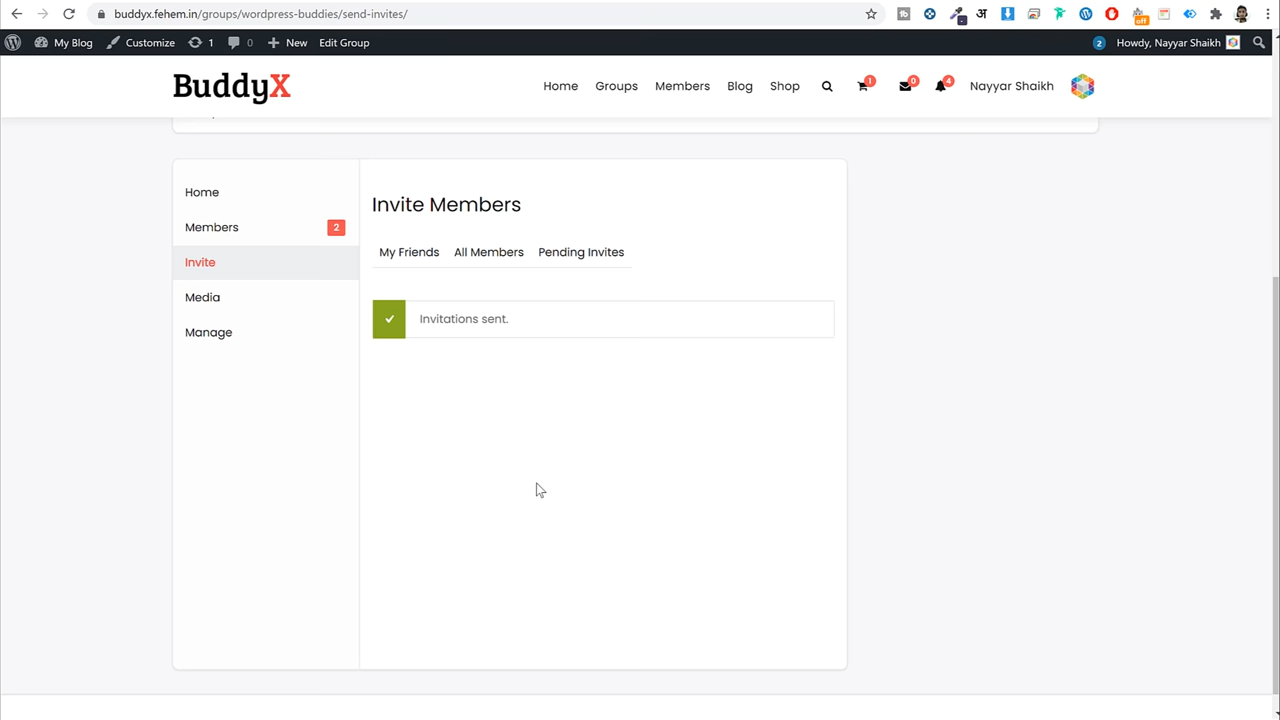 buddyx.fehem.in/groups/wordpress-buddies/send-invites/
off
My Blog Customize 1 0 New Edit Group 2 Howdy, Nayyar Shaikh
BuddyX Home Groups Members Blog Shop 1 0 4 Nayyar Shaikh
Home
Members 2
Invite
Media
Manage
Invite Members
My Friends All Members Pending Invites
Invitations sent.